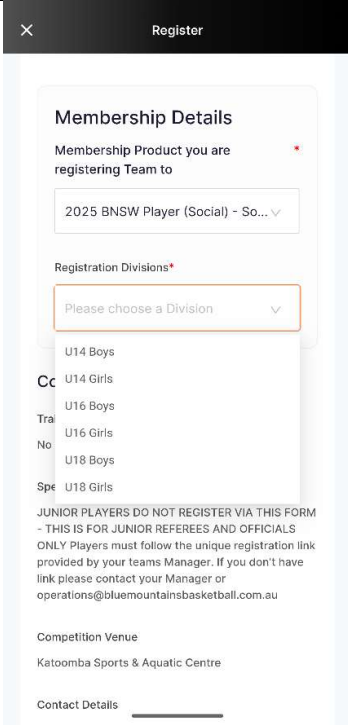 Register
Membership Details
Membership Product you are *
registering Team to
2025 BNSW Player (Social) - So...
Registration Divisions*
Please choose a Division
U14 Boys
U14 Girls
U16 Boys
U16 Girls
U18 Boys
U18 Girls
Co
Trai
No
Spe
JUNIOR PLAYERS DO NOT REGISTER VIA THIS FORM
- THIS IS FOR JUNIOR REFEREES AND OFFICIALS
ONLY Players must follow the unique registration link
provided by your teams Manager. If you don't have
link please contact your Manager or
operations@bluemountainsbasketball.com.au
Competition Venue
Katoomba Sports & Aquatic Centre
Contact Details